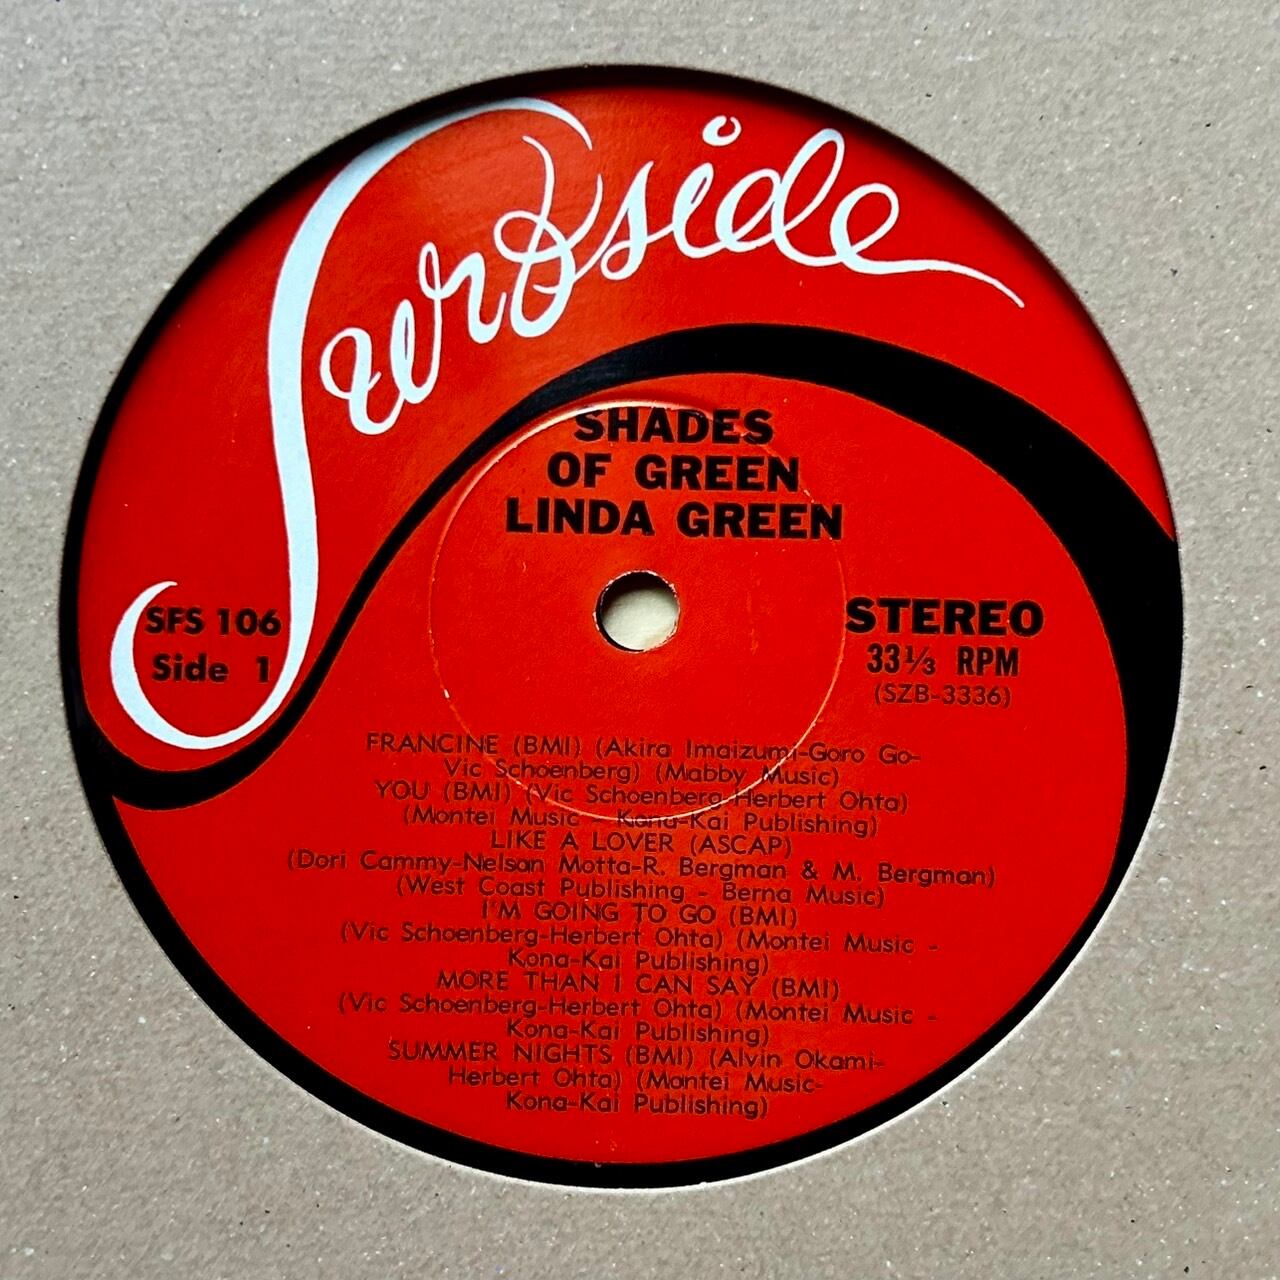 Surfside
SHADES
OF GREEN
LINDA GREEN
SFS 106
Side 1
STEREO
33⅓ RPM
(SZB-3336)
FRANCINE (BMI) (Akira Imaizumi-Goro Go-
Vic Schoenberg) (Mabby Music)
YOU (BMI) (Vic Schoenberg-Herbert Ohta)
(Montei Music - Kona-Kai Publishing)
LIKE A LOVER (ASCAP)
(Dori Cammy-Nelsan Motta-R. Bergman & M. Bergman)
(West Coast Publishing - Berna Music)
I'M GOING TO GO (BMI)
(Vic Schoenberg-Herbert Ohta) (Montei Music -
Kona-Kai Publishing)
MORE THAN I CAN SAY (BMI)
(Vic Schoenberg-Herbert Ohta) (Montei Music -
Kona-Kai Publishing)
SUMMER NIGHTS (BMI) (Alvin Okami-
Herbert Ohta) (Montei Music-
Kona-Kai Publishing)